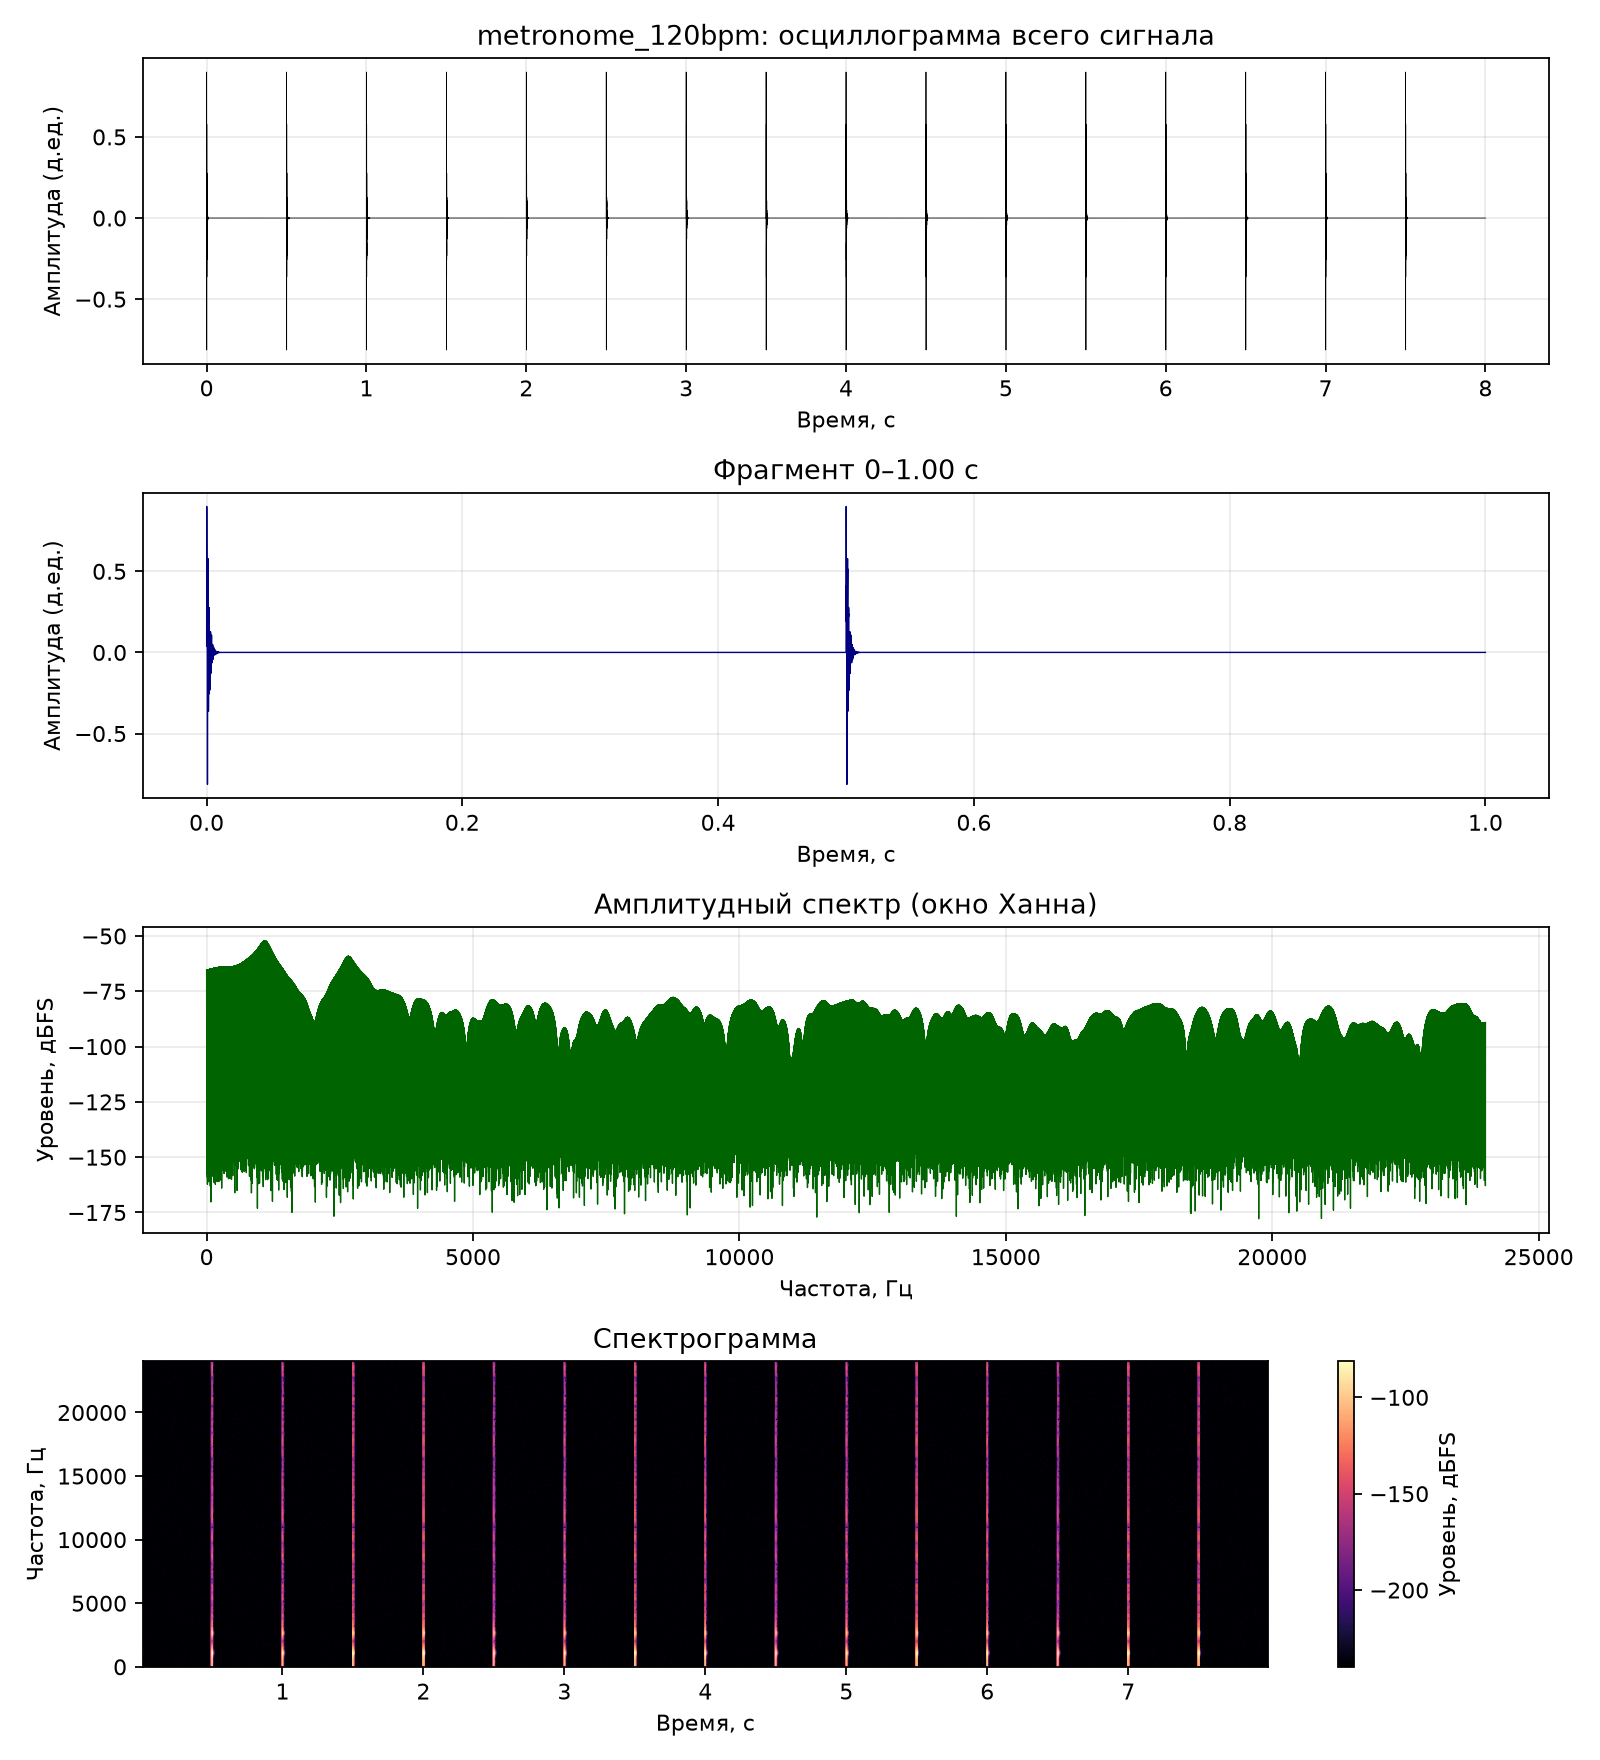 metronome_120bpm: осциллограмма всего сигнала
Амплитуда (д.ед.)
0.5
0.0
−0.5
0 1 2 3 4 5 6 7 8
Время, с
Фрагмент 0–1.00 с
Амплитуда (д.ед.)
0.5
0.0
−0.5
0.0 0.2 0.4 0.6 0.8 1.0
Время, с
Амплитудный спектр (окно Ханна)
Уровень, дБFS
−50
−75
−100
−125
−150
−175
0 5000 10000 15000 20000 25000
Частота, Гц
Спектрограмма
Частота, Гц
20000
15000
10000
5000
0
1 2 3 4 5 6 7
Время, с
−100
−150
−200
Уровень, дБFS